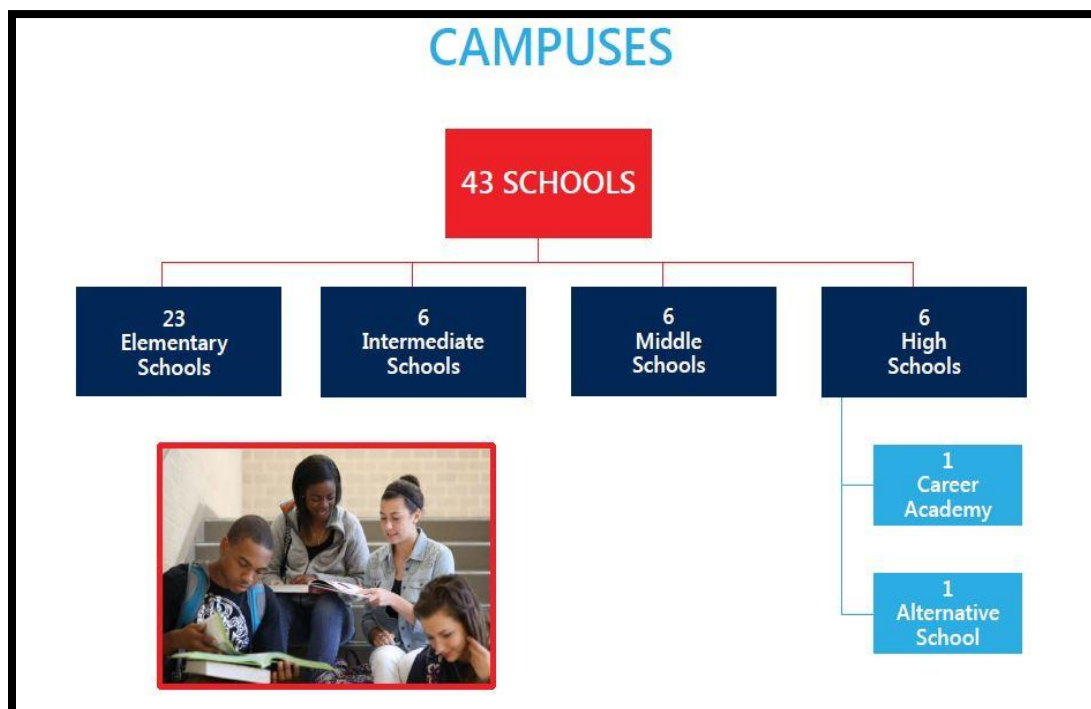 CAMPUSES
43 SCHOOLS
23
Elementary
Schools
6
Intermediate
Schools
6
Middle
Schools
6
High
Schools
1
Career
Academy
1
Alternative
School